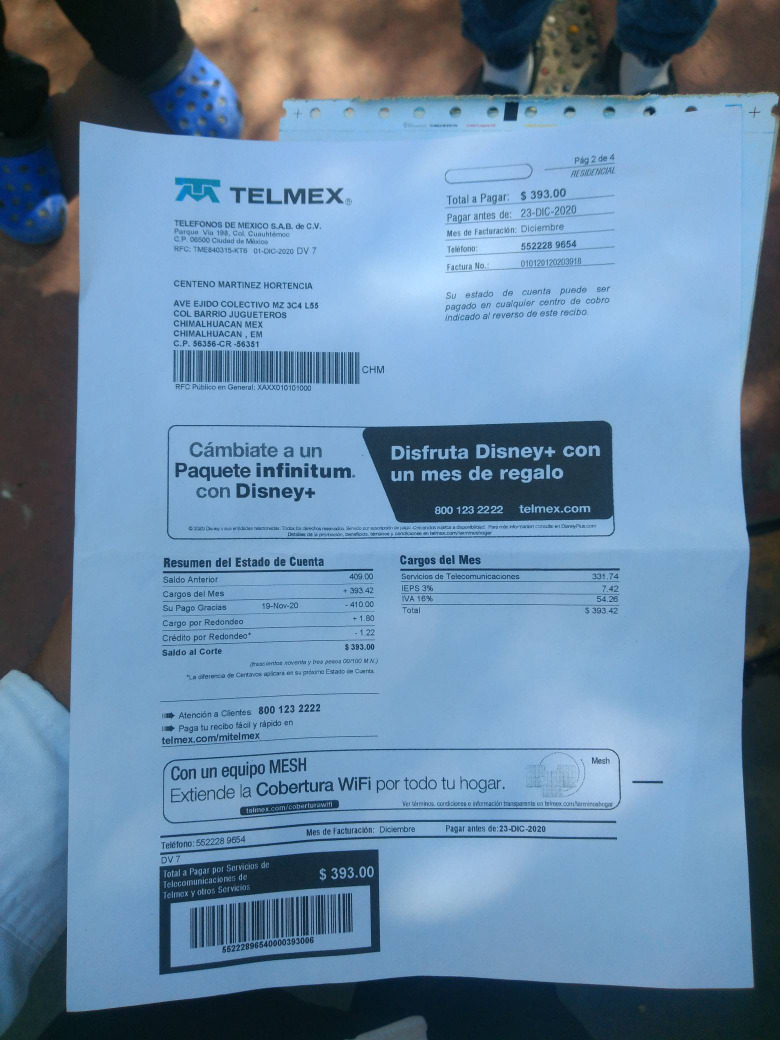 Pág 2 de 4
RESIDENCIAL
TELMEX®
TELEFONOS DE MEXICO S.A.B. de C.V.
Parque Vía 198, Col. Cuauhtémoc
C.P. 06500 Ciudad de México
RFC: TME840315-KT6 01-DIC-2020 DV 7
Total a Pagar: $ 393.00
Pagar antes de: 23-DIC-2020
Mes de Facturación: Diciembre
Teléfono: 552228 9654
Factura No.: 010120120203918
Su estado de cuenta puede ser
pagado en cualquier centro de cobro
indicado al reverso de este recibo.
CENTENO MARTINEZ HORTENCIA
AVE EJIDO COLECTIVO MZ 3C4 L55
COL BARRIO JUGUETEROS
CHIMALHUACAN MEX
CHIMALHUACAN , EM
C.P. 56356-CR -56351
CHM
RFC Público en General: XAXX010101000
Cámbiate a un
Paquete infinitum.
con Disney+
Disfruta Disney+ con
un mes de regalo
800 123 2222 telmex.com
Resumen del Estado de Cuenta
Saldo Anterior 409.00
Cargos del Mes + 393.42
Su Pago Gracias 19-Nov-20 - 410.00
Cargo por Redondeo + 1.80
Crédito por Redondeo* - 1.22
Saldo al Corte $ 393.00
(trescientos noventa y tres pesos 00/100 M.N.)
*La diferencia de Centavos aplicara en su próximo Estado de Cuenta.
Cargos del Mes
Servicios de Telecomunicaciones 331.74
IEPS 3% 7.42
IVA 16% 54.26
Total $ 393.42
Atención a Clientes: 800 123 2222
Paga tu recibo fácil y rápido en
telmex.com/mitelmex
Con un equipo MESH
Extiende la Cobertura WiFi por todo tu hogar.
telmex.com/coberturawifi
Mesh
Ver términos, condiciones e información transparente en telmex.com/terminoshogar
Teléfono: 552228 9654 Mes de Facturación: Diciembre Pagar antes de: 23-DIC-2020
DV 7
Total a Pagar por Servicios de
Telecomunicaciones de
Telmex y otros Servicios
$ 393.00
55222896540000393006